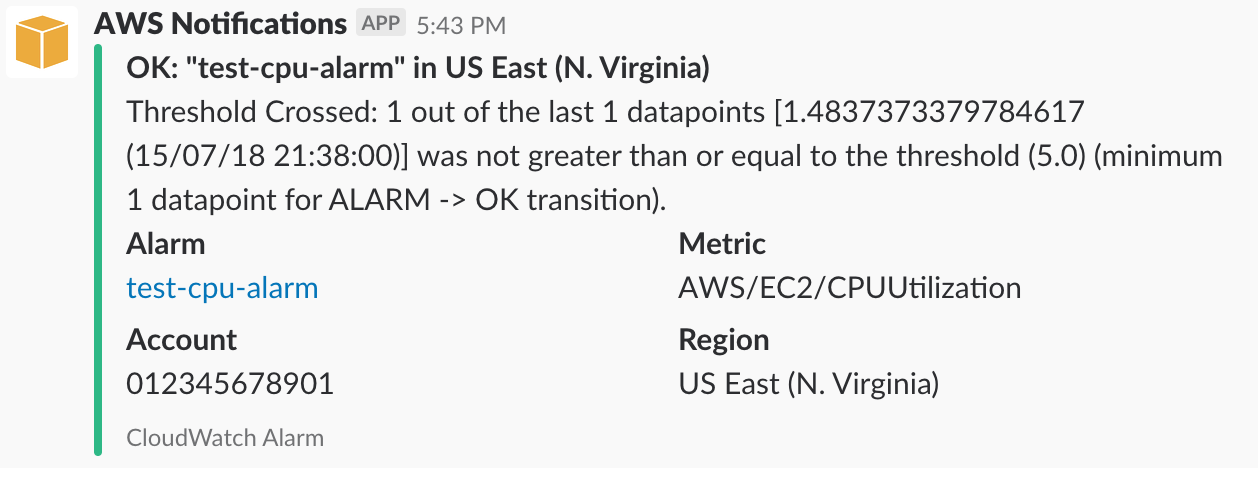 AWS Notifications APP 5:43 PM
OK: "test-cpu-alarm" in US East (N. Virginia)
Threshold Crossed: 1 out of the last 1 datapoints [1.4837373379784617
(15/07/18 21:38:00)] was not greater than or equal to the threshold (5.0) (minimum
1 datapoint for ALARM -> OK transition).
Alarm Metric
test-cpu-alarm AWS/EC2/CPUUtilization
Account Region
012345678901 US East (N. Virginia)
CloudWatch Alarm